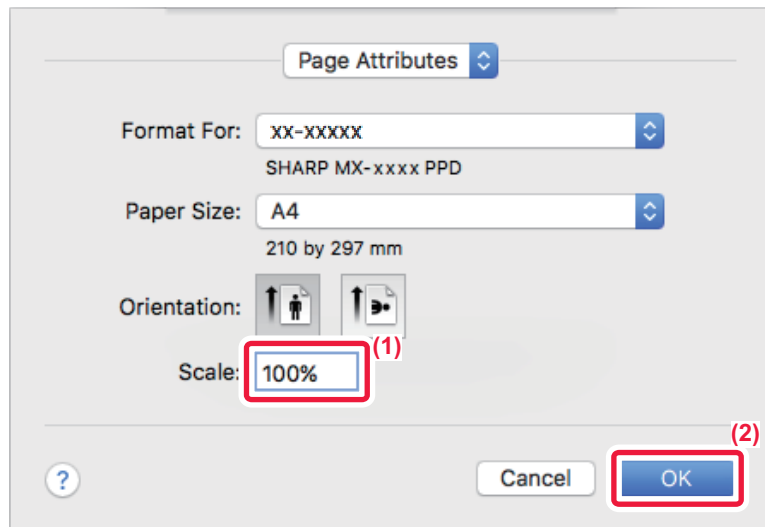 Page Attributes
Format For: xx-xxxxx
SHARP MX-xxxx PPD
Paper Size: A4
210 by 297 mm
Orientation:
(1)
Scale: 100%
(2)
? Cancel OK